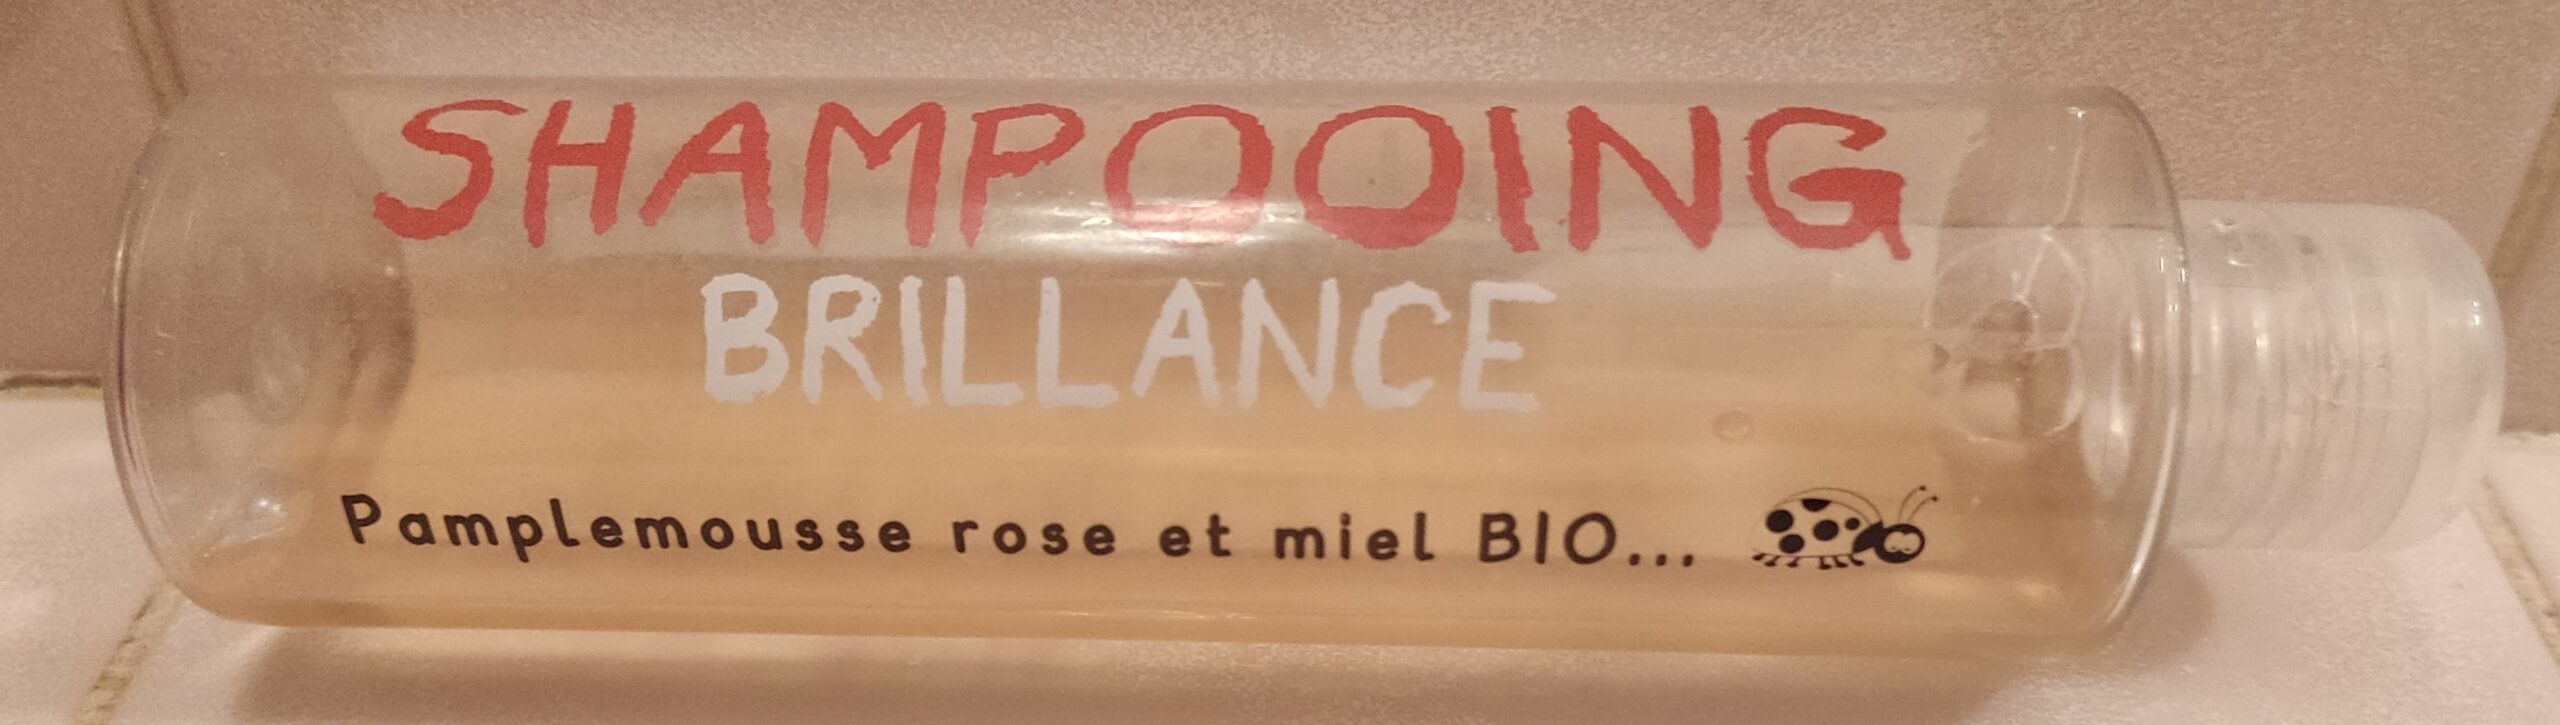 SHAMPOOING
BRILLANCE
Pamplemousse rose et miel BIO...